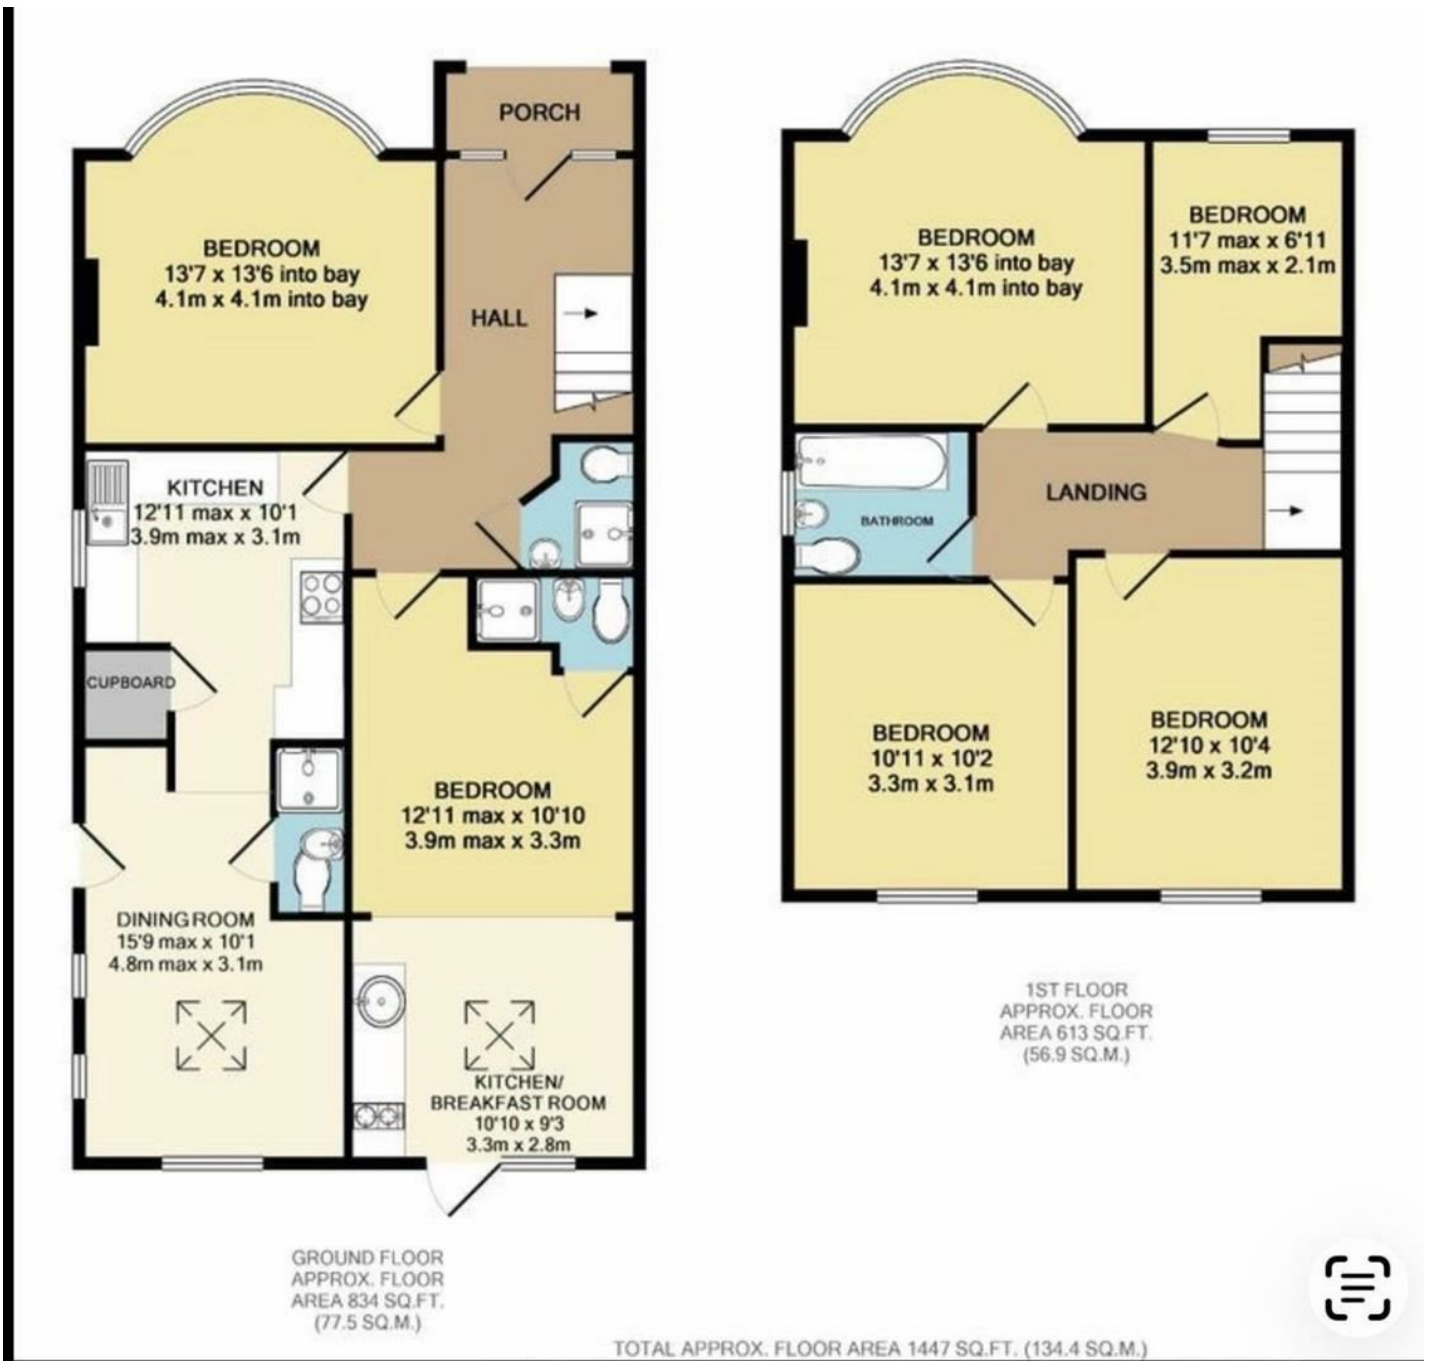 PORCH
BEDROOM
13'7 x 13'6 into bay
4.1m x 4.1m into bay
HALL
KITCHEN
12'11 max x 10'1
3.9m max x 3.1m
CUPBOARD
BEDROOM
12'11 max x 10'10
3.9m max x 3.3m
DINING ROOM
15'9 max x 10'1
4.8m max x 3.1m
KITCHEN/
BREAKFAST ROOM
10'10 x 9'3
3.3m x 2.8m
GROUND FLOOR
APPROX. FLOOR
AREA 834 SQ.FT.
(77.5 SQ.M.)
BEDROOM
13'7 x 13'6 into bay
4.1m x 4.1m into bay
BEDROOM
11'7 max x 6'11
3.5m max x 2.1m
LANDING
BATHROOM
BEDROOM
10'11 x 10'2
3.3m x 3.1m
BEDROOM
12'10 x 10'4
3.9m x 3.2m
1ST FLOOR
APPROX. FLOOR
AREA 613 SQ.FT.
(56.9 SQ.M.)
TOTAL APPROX. FLOOR AREA 1447 SQ.FT. (134.4 SQ.M.)